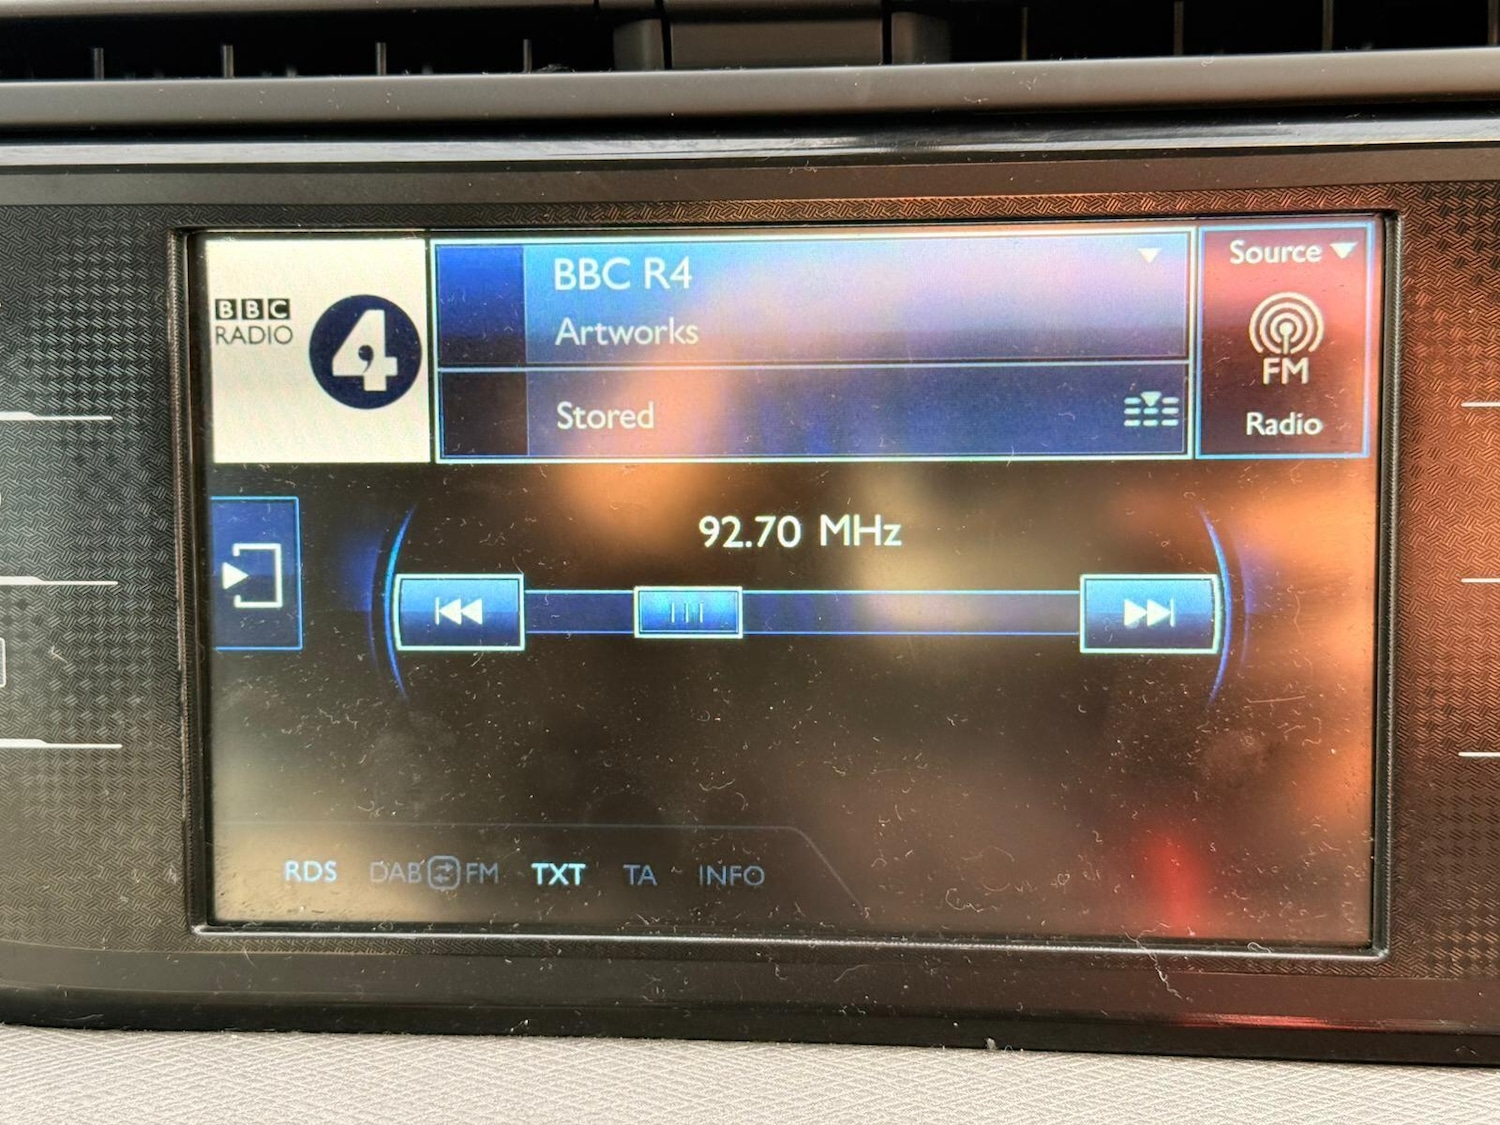 BBC
RADIO
4
BBC R4
Artworks
Stored
Source
FM
Radio
92.70 MHz
RDS DAB FM TXT TA INFO